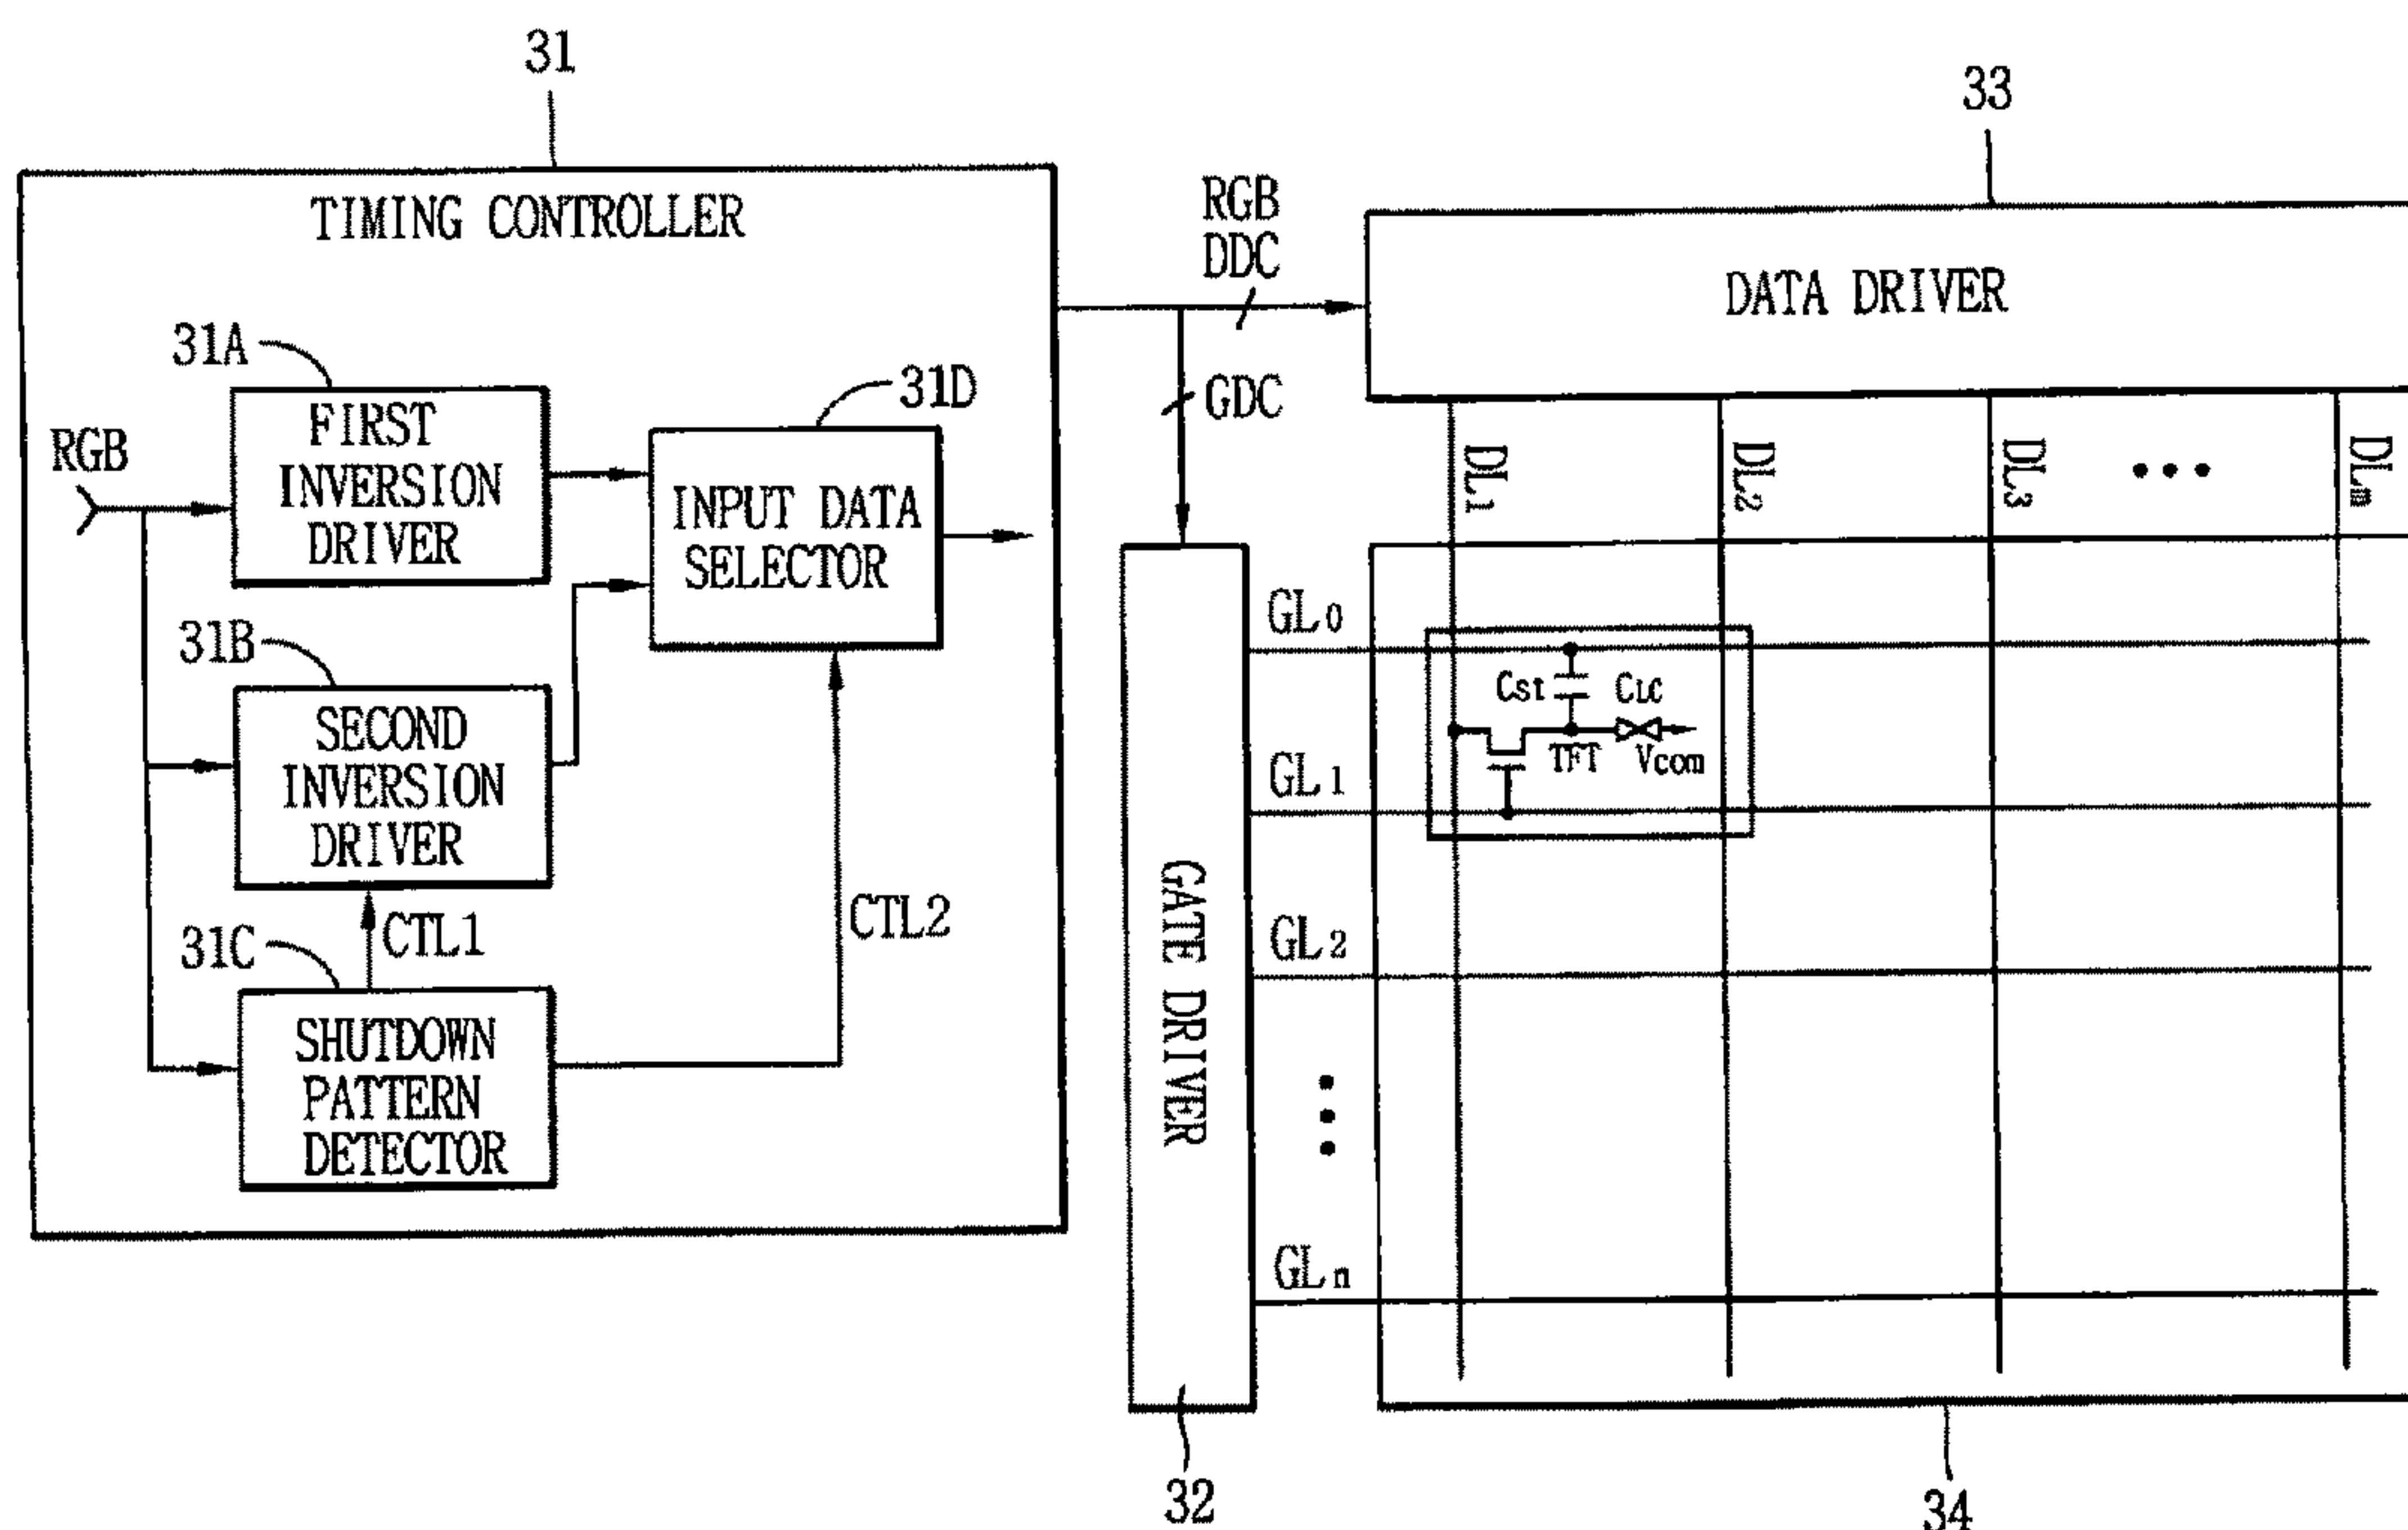 31
TIMING CONTROLLER
31A
FIRST
INVERSION
DRIVER
RGB
31D
INPUT DATA
SELECTOR
31B
SECOND
INVERSION
DRIVER
CTL1
CTL2
31C
SHUTDOWN
PATTERN
DETECTOR
RGB
DDC
GDC
33
DATA DRIVER
DL1
DL2
DL3
•••
DLm
GATE DRIVER
32
GL0
GL1
GL2
GLn
Cst
CLC
TFT
Vcom
34